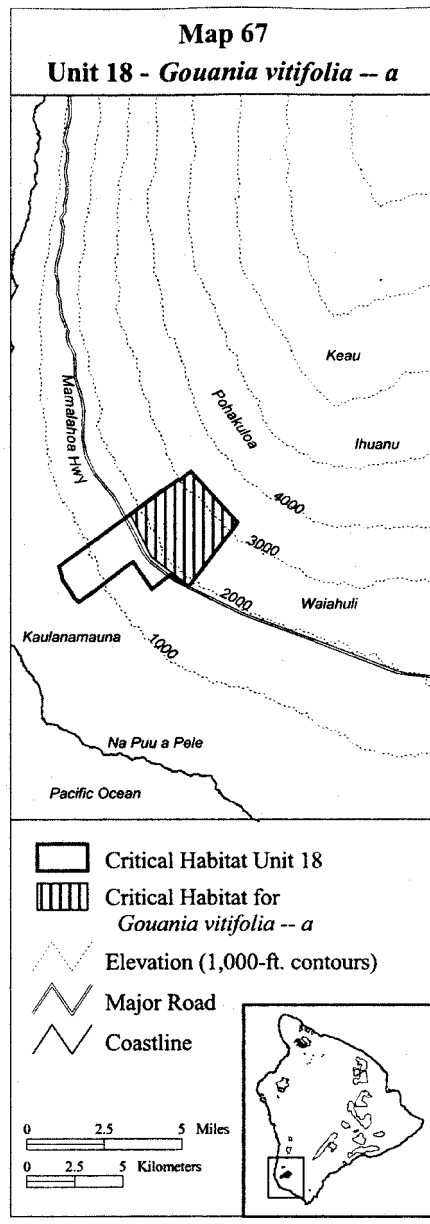 Map 67
Unit 18 - Gouania vitifolia -- a
Keau
Pohakuloa
Ihuanu
Mamalahoa Hwy
4000
3000
2000
Waiahuli
1000
Kaulanamauna
Na Puu a Pele
Pacific Ocean
Critical Habitat Unit 18
Critical Habitat for
Gouania vitifolia -- a
Elevation (1,000-ft. contours)
Major Road
Coastline
0 2.5 5 Miles
0 2.5 5 Kilometers